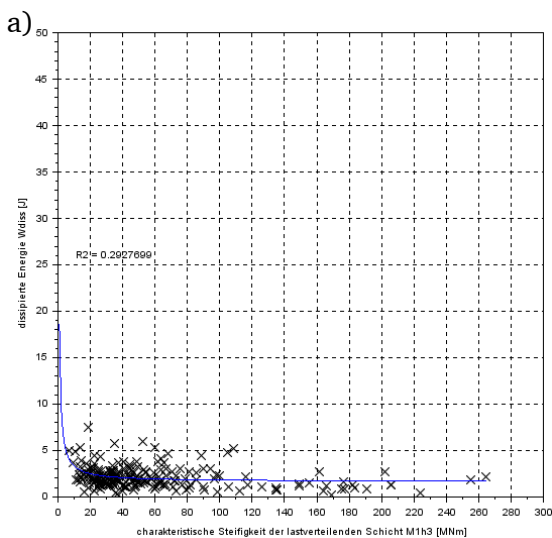 a)
50
45
40
35
30
25
20
15
10
5
0
dissipierte Energie Wdiss [J]
R2 = 0.2927699
0 20 40 60 80 100 120 140 160 180 200 220 240 260 280 300
charakteristische Steifigkeit der lastverteilenden Schicht M1h3 [MNm]